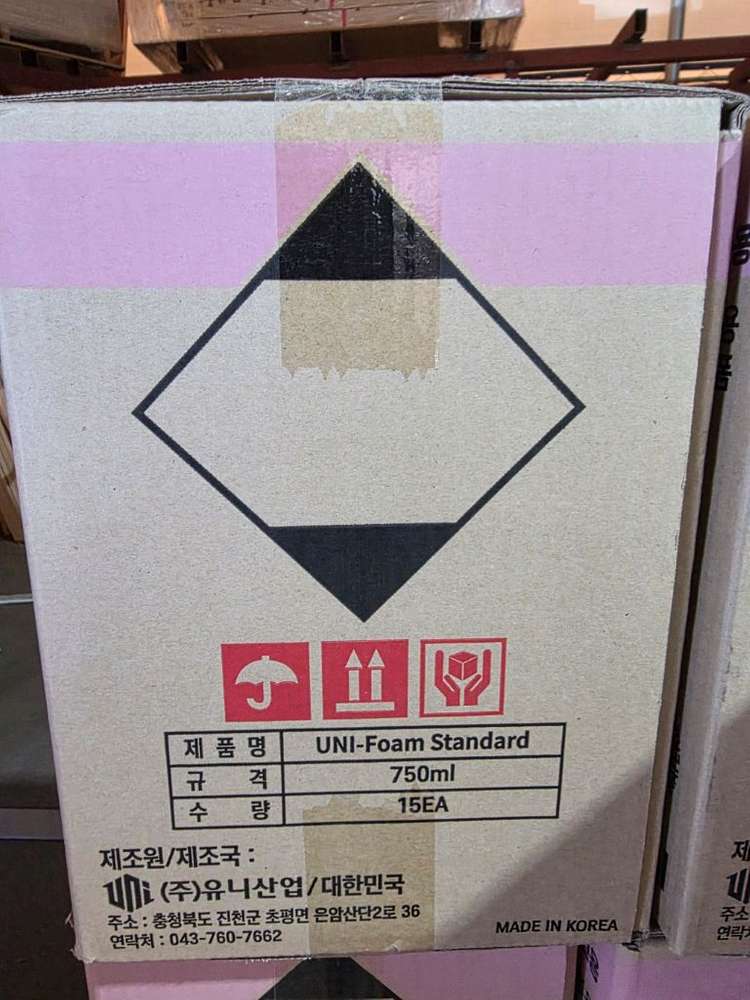 제 품 명 UNI-Foam Standard
규 격 750ml
수 량 15EA
제조원/제조국 :
UNI (주)유니산업/대한민국
주소 : 충청북도 진천군 초평면 은암산단2로 36
연락처 : 043-760-7662
MADE IN KOREA